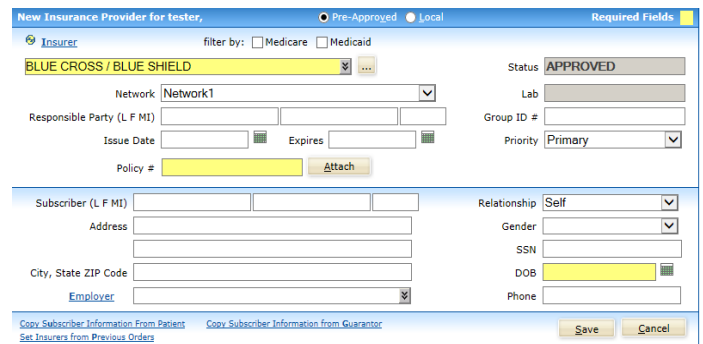 New Insurance Provider for tester, Pre-Approved Local Required Fields
Insurer filter by: Medicare Medicaid
BLUE CROSS / BLUE SHIELD ... Status APPROVED
Network Network1 Lab
Responsible Party (L F MI) Group ID #
Issue Date Expires Priority Primary
Policy # Attach
Subscriber (L F MI) Relationship Self
Address Gender
SSN
City, State ZIP Code DOB
Employer Phone
Copy Subscriber Information From Patient Copy Subscriber Information from Guarantor Save Cancel
Set Insurers from Previous Orders